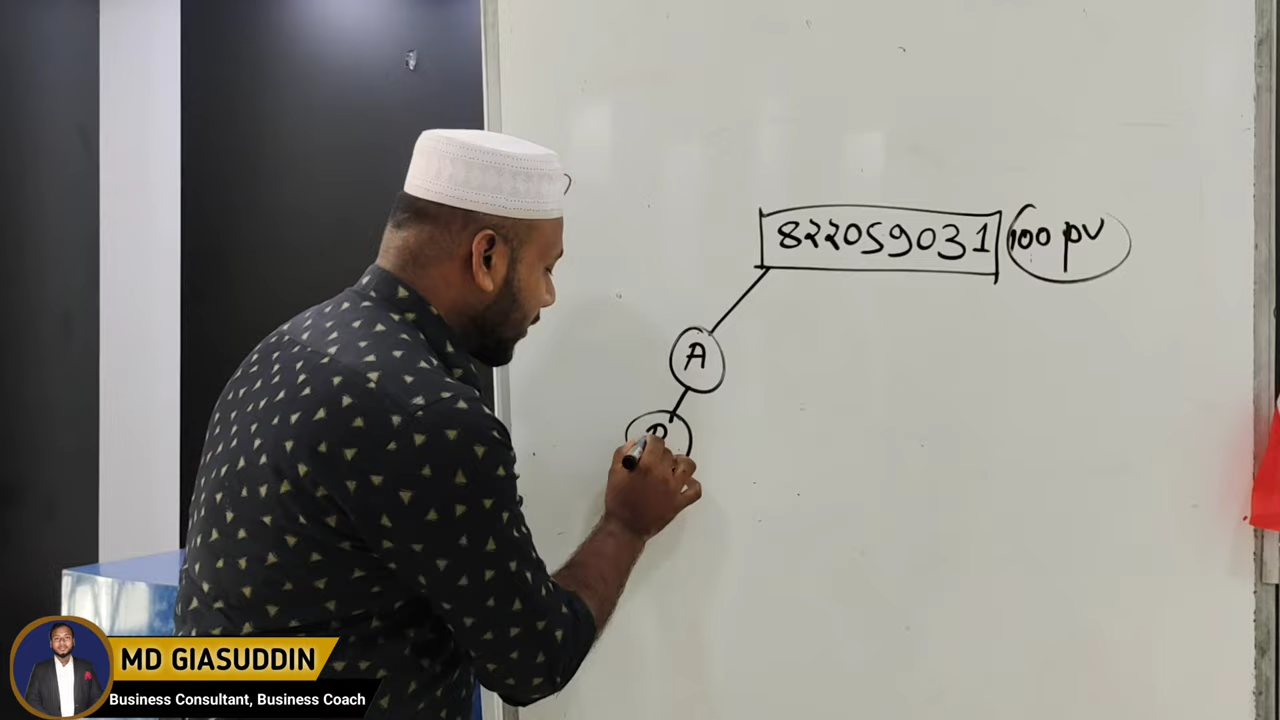 822059031 100 pv
A
MD GIASUDDIN
Business Consultant, Business Coach